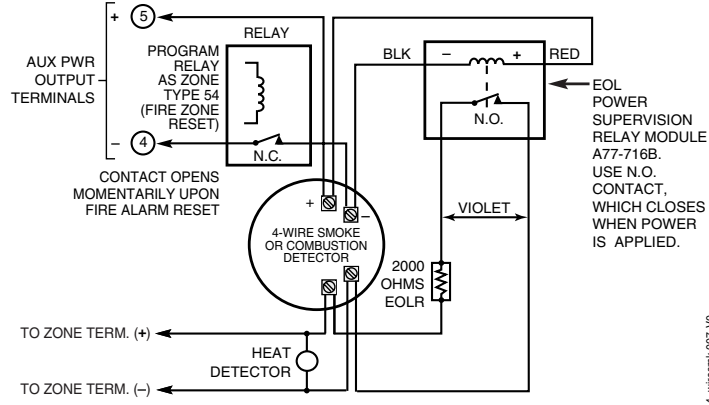 + 5
AUX PWR
OUTPUT
TERMINALS
– 4
RELAY
PROGRAM
RELAY
AS ZONE
TYPE 54
(FIRE ZONE
RESET)
N.C.
CONTACT OPENS
MOMENTARILY UPON
FIRE ALARM RESET
BLK – + RED
N.O.
EOL
POWER
SUPERVISION
RELAY MODULE
A77-716B.
USE N.O.
CONTACT,
WHICH CLOSES
WHEN POWER
IS APPLIED.
VIOLET
+ –
4-WIRE SMOKE
OR COMBUSTION
DETECTOR
2000
OHMS
EOLR
TO ZONE TERM. (+)
HEAT
DETECTOR
TO ZONE TERM. (–)